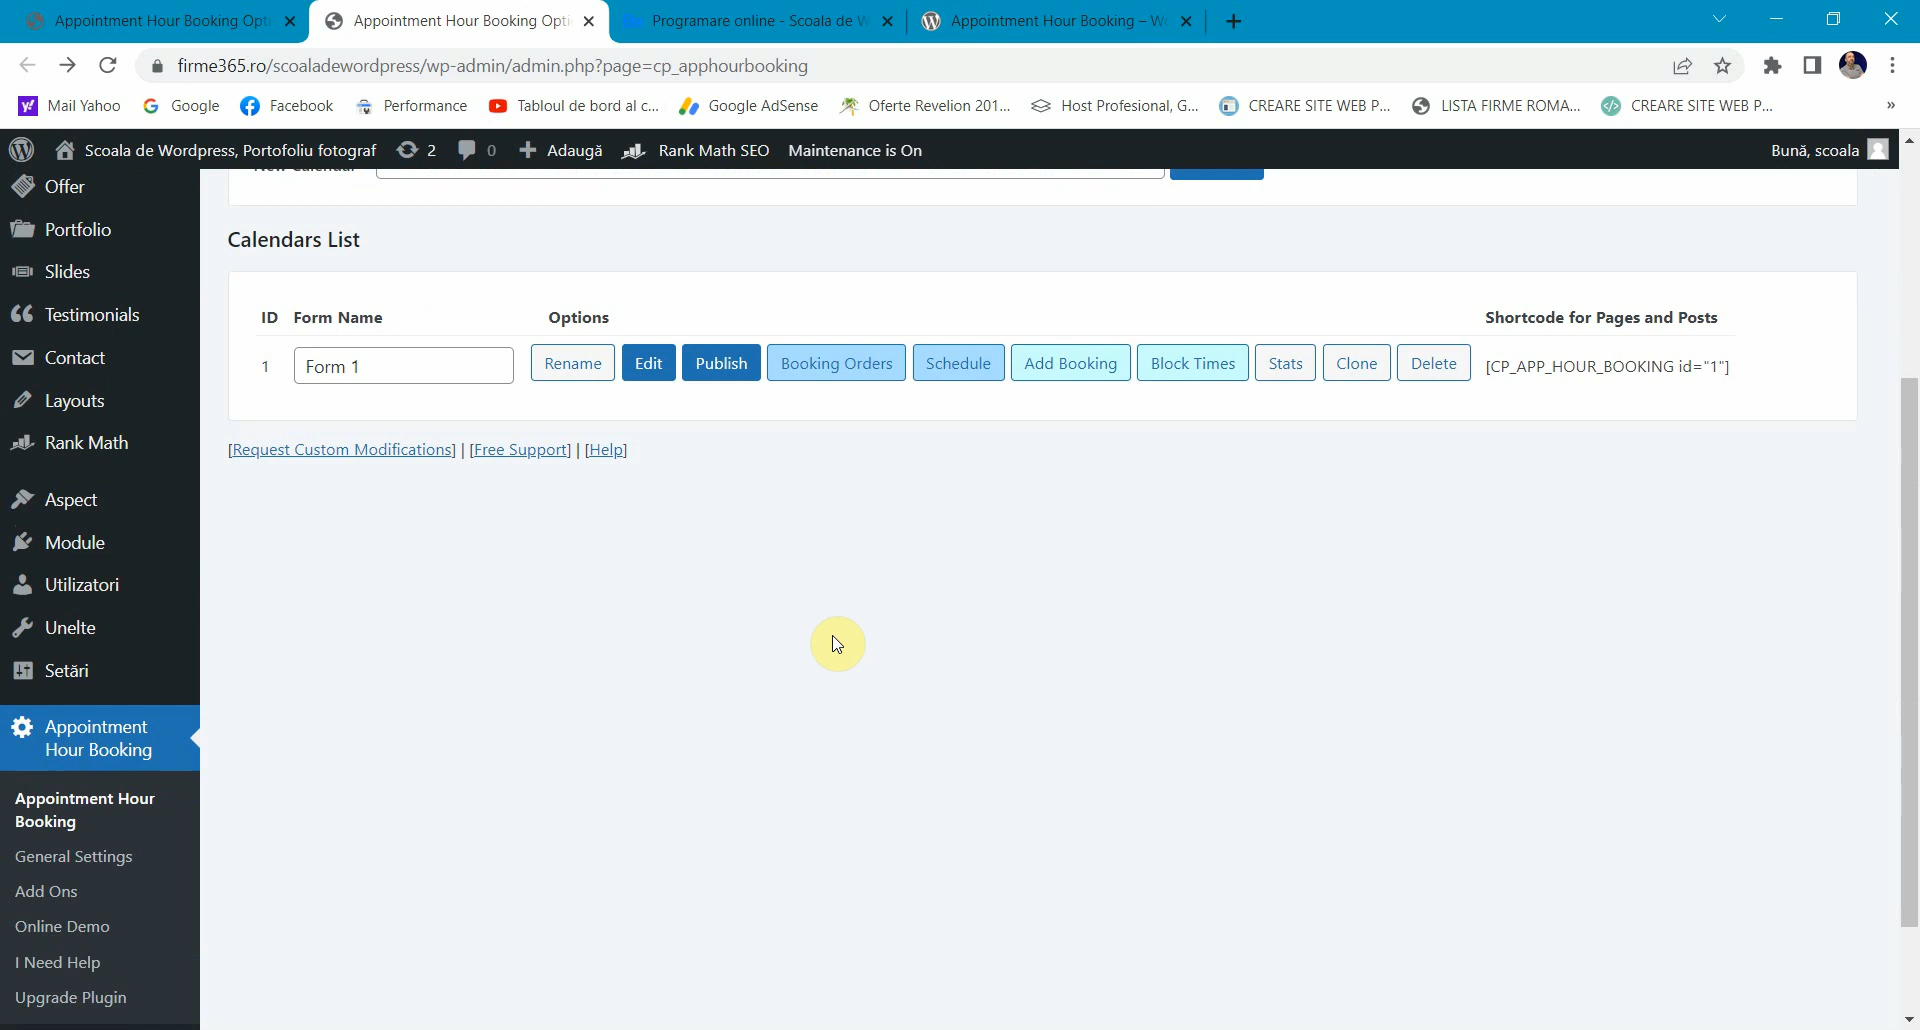 Appointment Hour Booking Opti
Appointment Hour Booking Opti
Programare online - Scoala de W
Appointment Hour Booking – W
firme365.ro/scoaladewordpress/wp-admin/admin.php?page=cp_apphourbooking
Mail Yahoo
Google
Facebook
Performance
Tabloul de bord al c...
Google AdSense
Oferte Revelion 201...
Host Profesional, G...
CREARE SITE WEB P...
LISTA FIRME ROMA...
CREARE SITE WEB P...
»
Scoala de Wordpress, Portofoliu fotograf
2
0
Adaugă
Rank Math SEO
Maintenance is On
Bună, scoala
Offer
Portfolio
Slides
Testimonials
Contact
Layouts
Rank Math
Aspect
Module
Utilizatori
Unelte
Setări
Appointment
Hour Booking
Appointment Hour
Booking
General Settings
Add Ons
Online Demo
I Need Help
Upgrade Plugin
New Calendar
Calendars List
ID Form Name Options Shortcode for Pages and Posts
1 Form 1 Rename Edit Publish Booking Orders Schedule Add Booking Block Times Stats Clone Delete [CP_APP_HOUR_BOOKING id="1"]
[Request Custom Modifications] | [Free Support] | [Help]